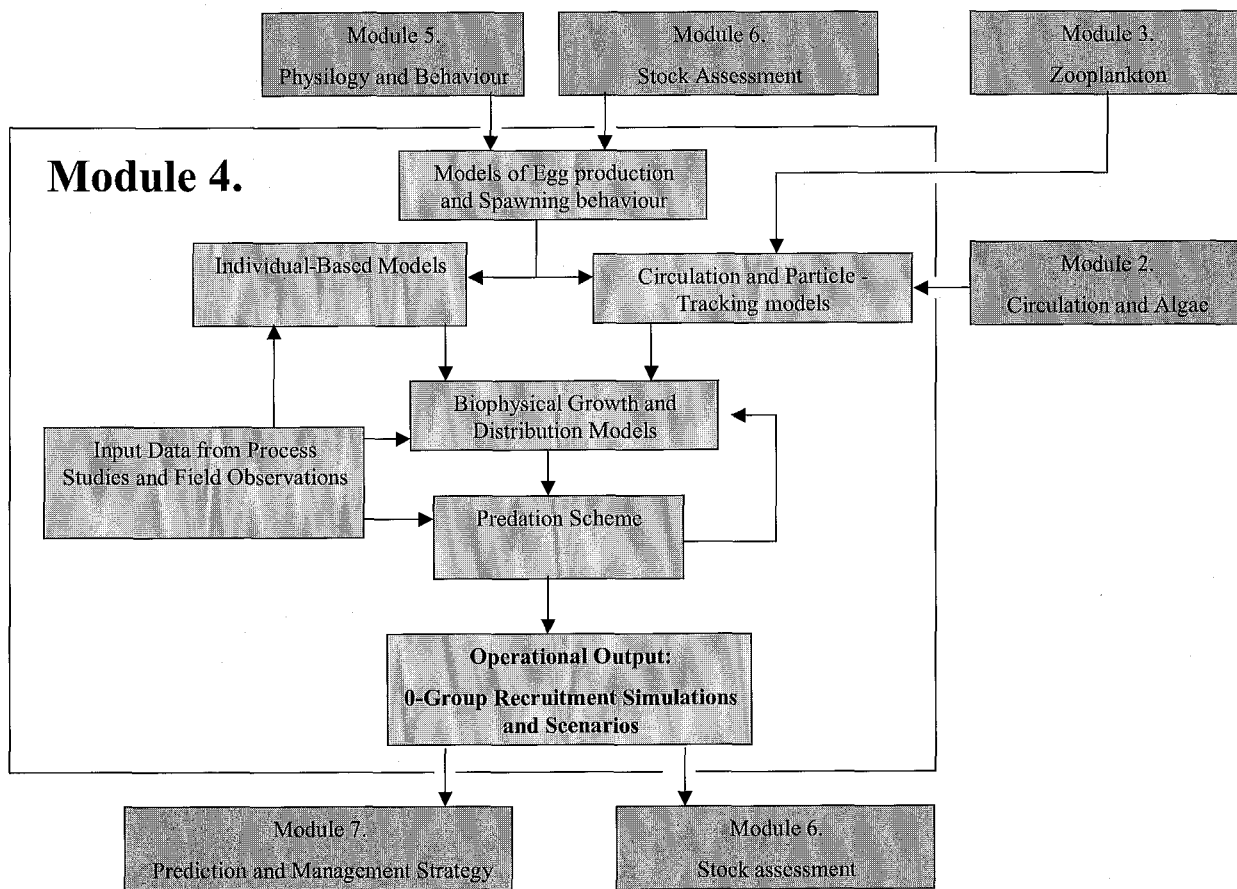 Module 5.
Physilogy and Behaviour
Module 6.
Stock Assessment
Module 3.
Zooplankton
Module 4.
Models of Egg production
and Spawning behaviour
Individual-Based Models
Circulation and Particle -
Tracking models
Module 2.
Circulation and Algae
Biophysical Growth and
Distribution Models
Input Data from Process
Studies and Field Observations
Predation Scheme
Operational Output:
0-Group Recruitment Simulations
and Scenarios
Module 7.
Prediction and Management Strategy
Module 6.
Stock assessment